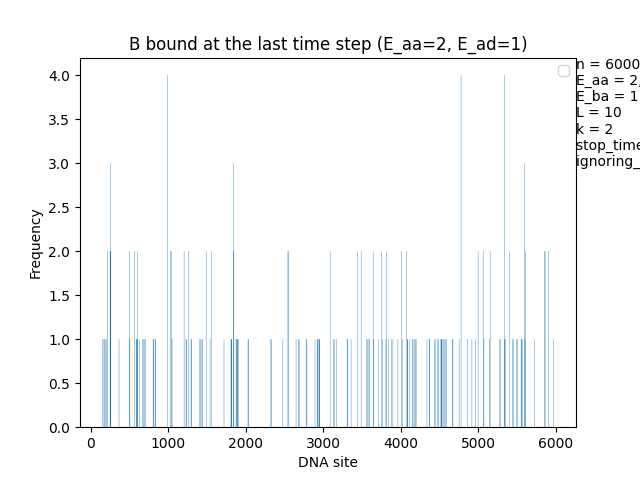 B bound at the last time step (E_aa=2, E_ad=1)
n = 6000
E_aa = 2,
E_ba = 1
L = 10
k = 2
stop_time
ignoring_
4.0
3.5
3.0
2.5
2.0
1.5
1.0
0.5
0.0
Frequency
0 1000 2000 3000 4000 5000 6000
DNA site